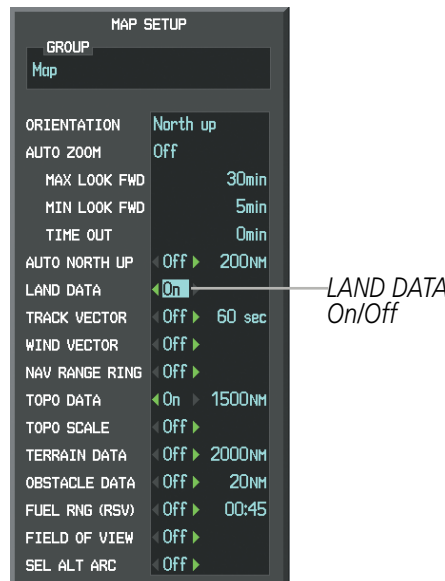 MAP SETUP
GROUP
Map
ORIENTATION North up
AUTO ZOOM Off
MAX LOOK FWD 30min
MIN LOOK FWD 5min
TIME OUT 0min
AUTO NORTH UP Off 200NM
LAND DATA On LAND DATA
On/Off
TRACK VECTOR Off 60 sec
WIND VECTOR Off
NAV RANGE RING Off
TOPO DATA On 1500NM
TOPO SCALE Off
TERRAIN DATA Off 2000NM
OBSTACLE DATA Off 20NM
FUEL RNG (RSV) Off 00:45
FIELD OF VIEW Off
SEL ALT ARC Off